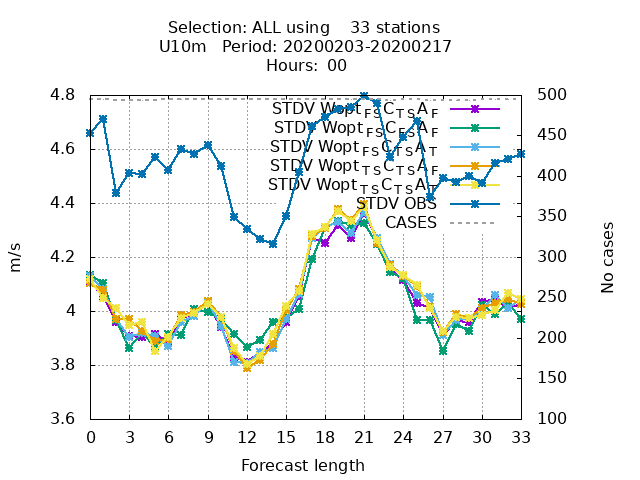 Selection: ALL using 33 stations
U10m Period: 20200203-20200217
Hours: 00
4.8
4.6
4.4
4.2
4
3.8
3.6
m/s
500
450
400
350
300
250
200
150
100
No cases
STDV Wopt_FS C_TS A_F
STDV Wopt_FS C_FS A_F
STDV Wopt_FS C_TS A_T
STDV Wopt_TS C_TS A_F
STDV Wopt_TS C_TS A_T
STDV OBS
CASES
0 3 6 9 12 15 18 21 24 27 30 33
Forecast length